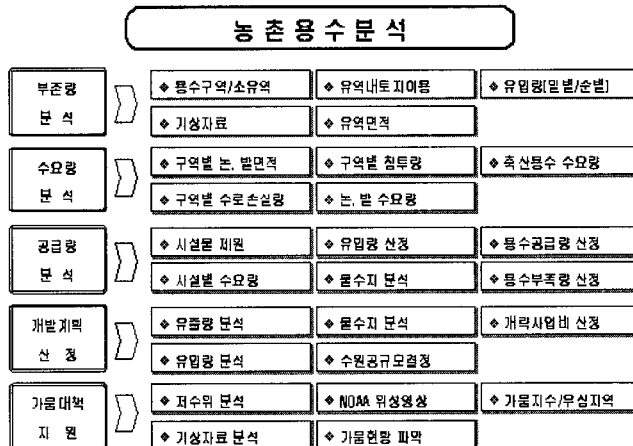 농촌용수분석
부존량
분 석
◆ 용수구역/소유역
◆ 유역내토지이용
◆ 유입량(일별/순별)
◆ 기상자료
◆ 유역면적
수요량
분 석
◆ 구역별 논, 밭면적
◆ 구역별 침투량
◆ 축산용수 수요량
◆ 구역별 수로손실량
◆ 논, 밭 수요량
공급량
분 석
◆ 시설물 제원
◆ 유입량 산정
◆ 용수공급량 산정
◆ 시설별 수요량
◆ 물수지 분석
◆ 용수부족량 산정
개발계획
산 정
◆ 유출량 분석
◆ 물수지 분석
◆ 개략사업비 산정
◆ 유입량 분석
◆ 수원공규모결정
가뭄대책
지 원
◆ 저수위 분석
◆ NOAA 위성영상
◆ 가뭄지수/우심지역
◆ 기상자료 분석
◆ 가뭄현황 파악